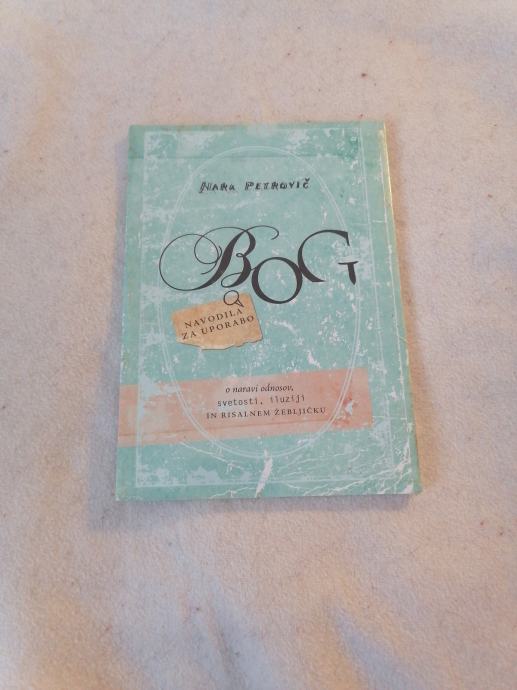 Nara Petrovič
BOG
NAVODILA
ZA UPORABO
o naravi odnosov,
svetosti, iluziji
IN RISALNEM ŽEBLJIČKU